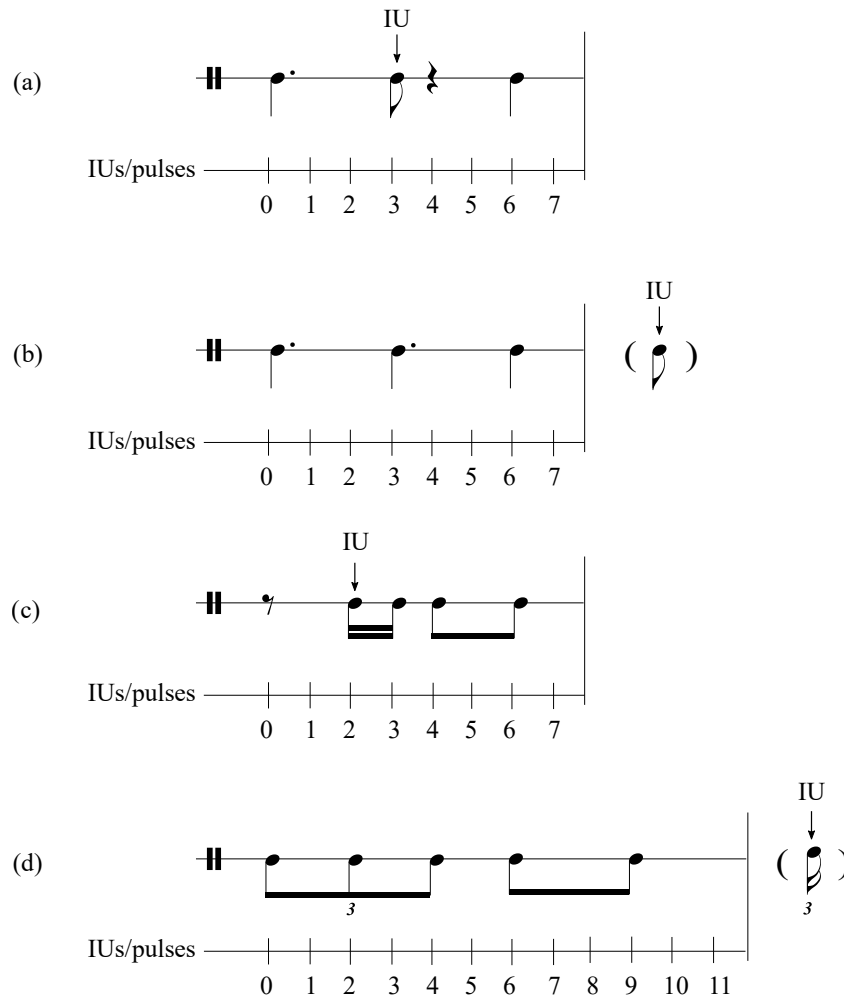 IU
(a)
IUs/pulses
0 1 2 3 4 5 6 7
IU
(b)
( )
IUs/pulses
0 1 2 3 4 5 6 7
IU
(c)
IUs/pulses
0 1 2 3 4 5 6 7
IU
(d)
( )
3 3
IUs/pulses
0 1 2 3 4 5 6 7 8 9 10 11